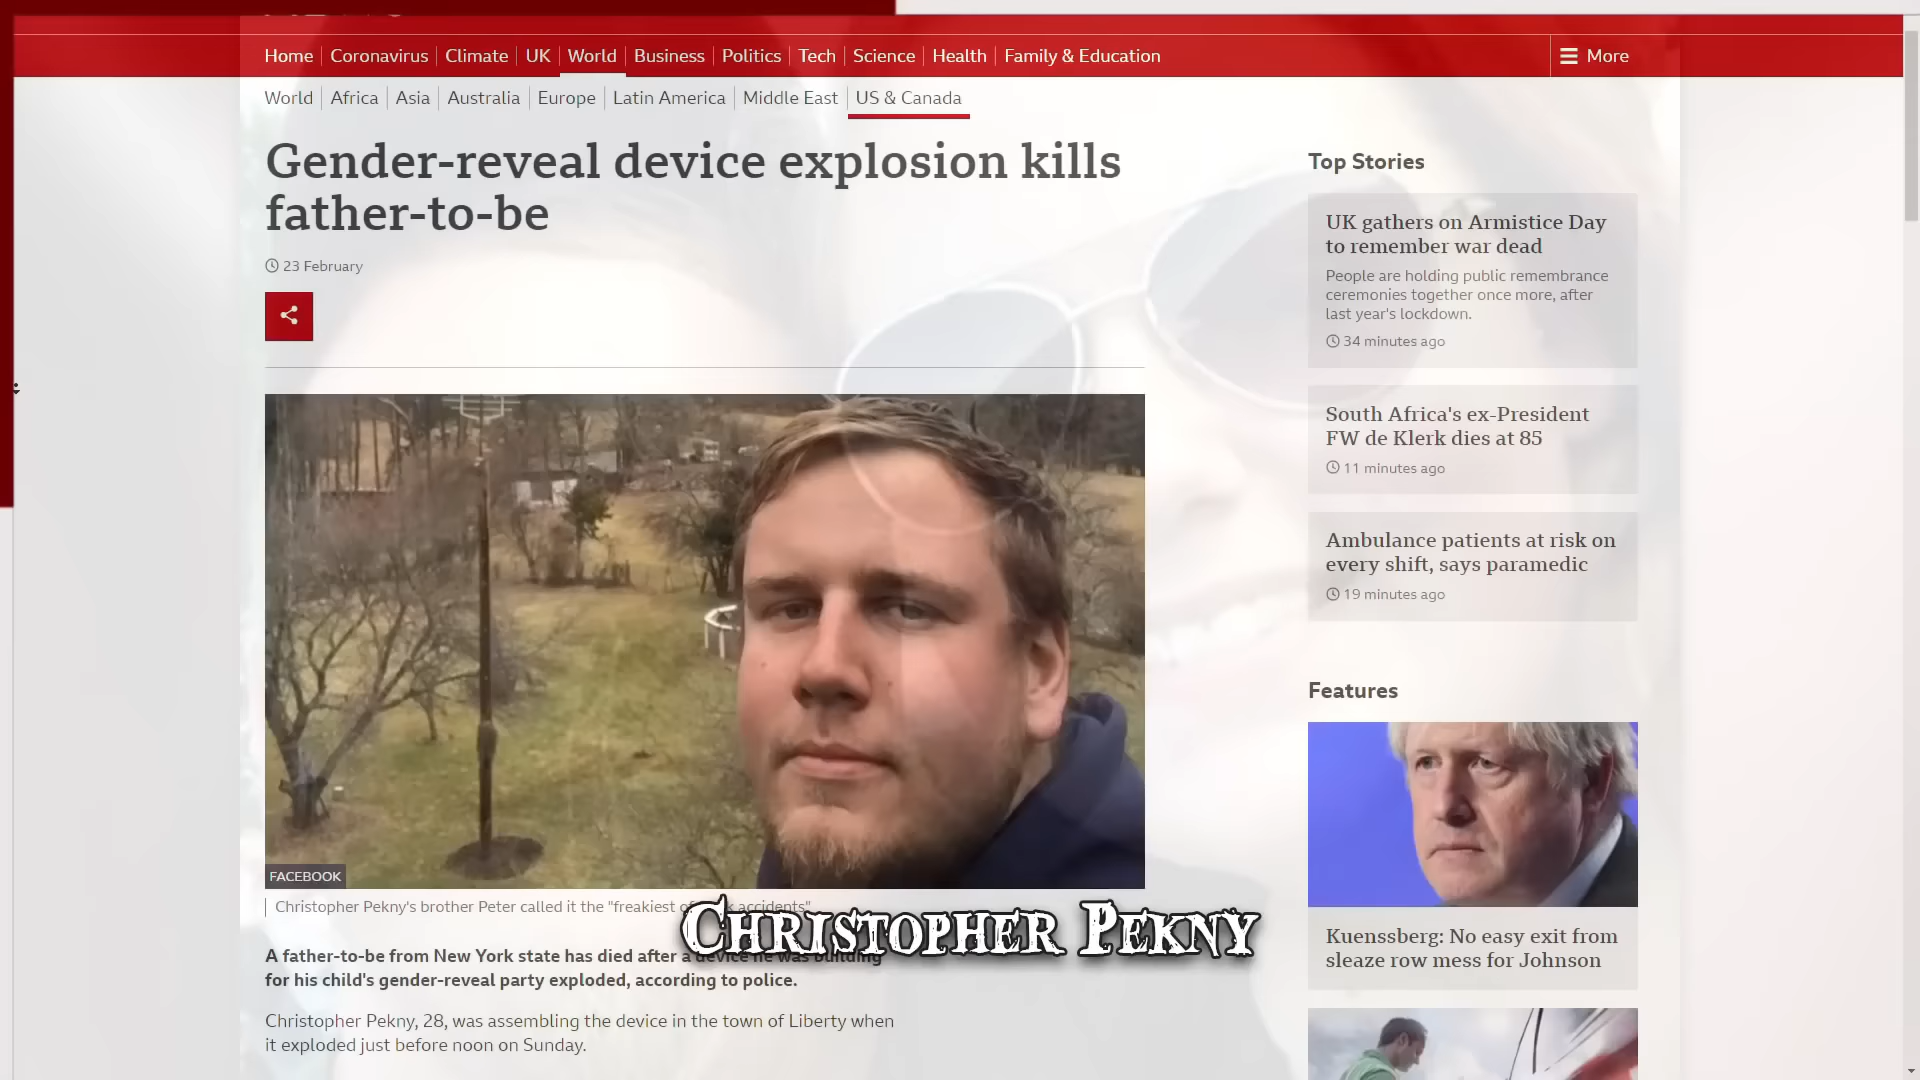 Home
Coronavirus
Climate
UK
World
Business
Politics
Tech
Science
Health
Family & Education
More
World
Africa
Asia
Australia
Europe
Latin America
Middle East
US & Canada
Gender-reveal device explosion kills
father-to-be
23 February
FACEBOOK
Christopher Pekny's brother Peter called it the "freakiest of accidents"
CHRISTOPHER PEKNY
A father-to-be from New York state has died after a device he was building
for his child's gender-reveal party exploded, according to police.
Christopher Pekny, 28, was assembling the device in the town of Liberty when
it exploded just before noon on Sunday.
Top Stories
UK gathers on Armistice Day
to remember war dead
People are holding public remembrance
ceremonies together once more, after
last year's lockdown.
34 minutes ago
South Africa's ex-President
FW de Klerk dies at 85
11 minutes ago
Ambulance patients at risk on
every shift, says paramedic
19 minutes ago
Features
Kuenssberg: No easy exit from
sleaze row mess for Johnson